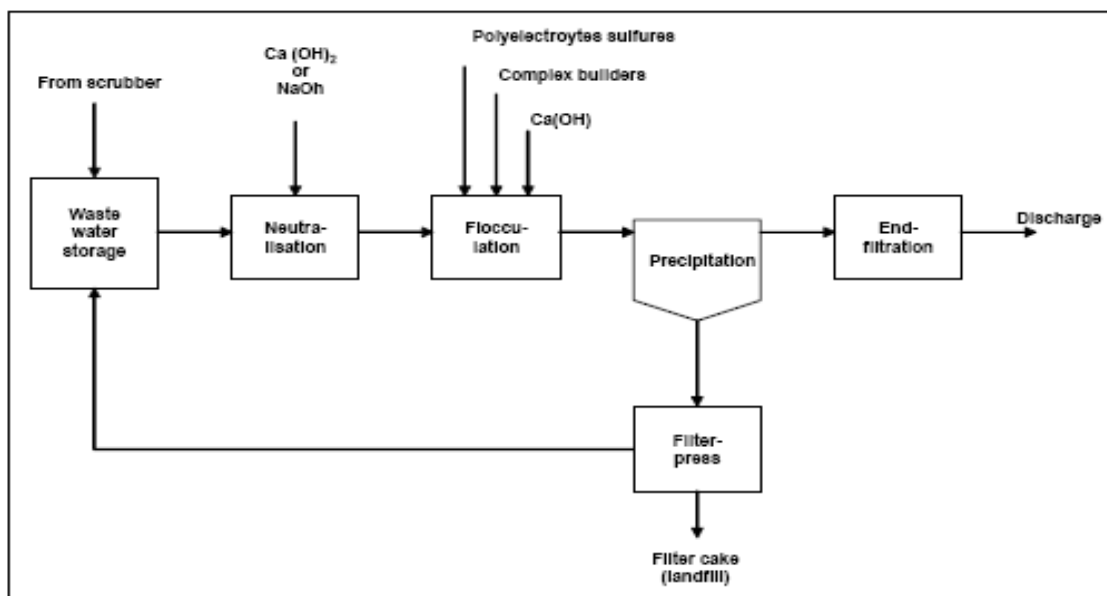 Polyelectroytes sulfures
Ca (OH)₂
or
NaOh
Complex builders
From scrubber
Ca(OH)
Waste
water
storage
Neutra-
lisation
Floccu-
lation
Precipitation
End-
filtration
Discharge
Filter-
press
Filter cake
(landfill)